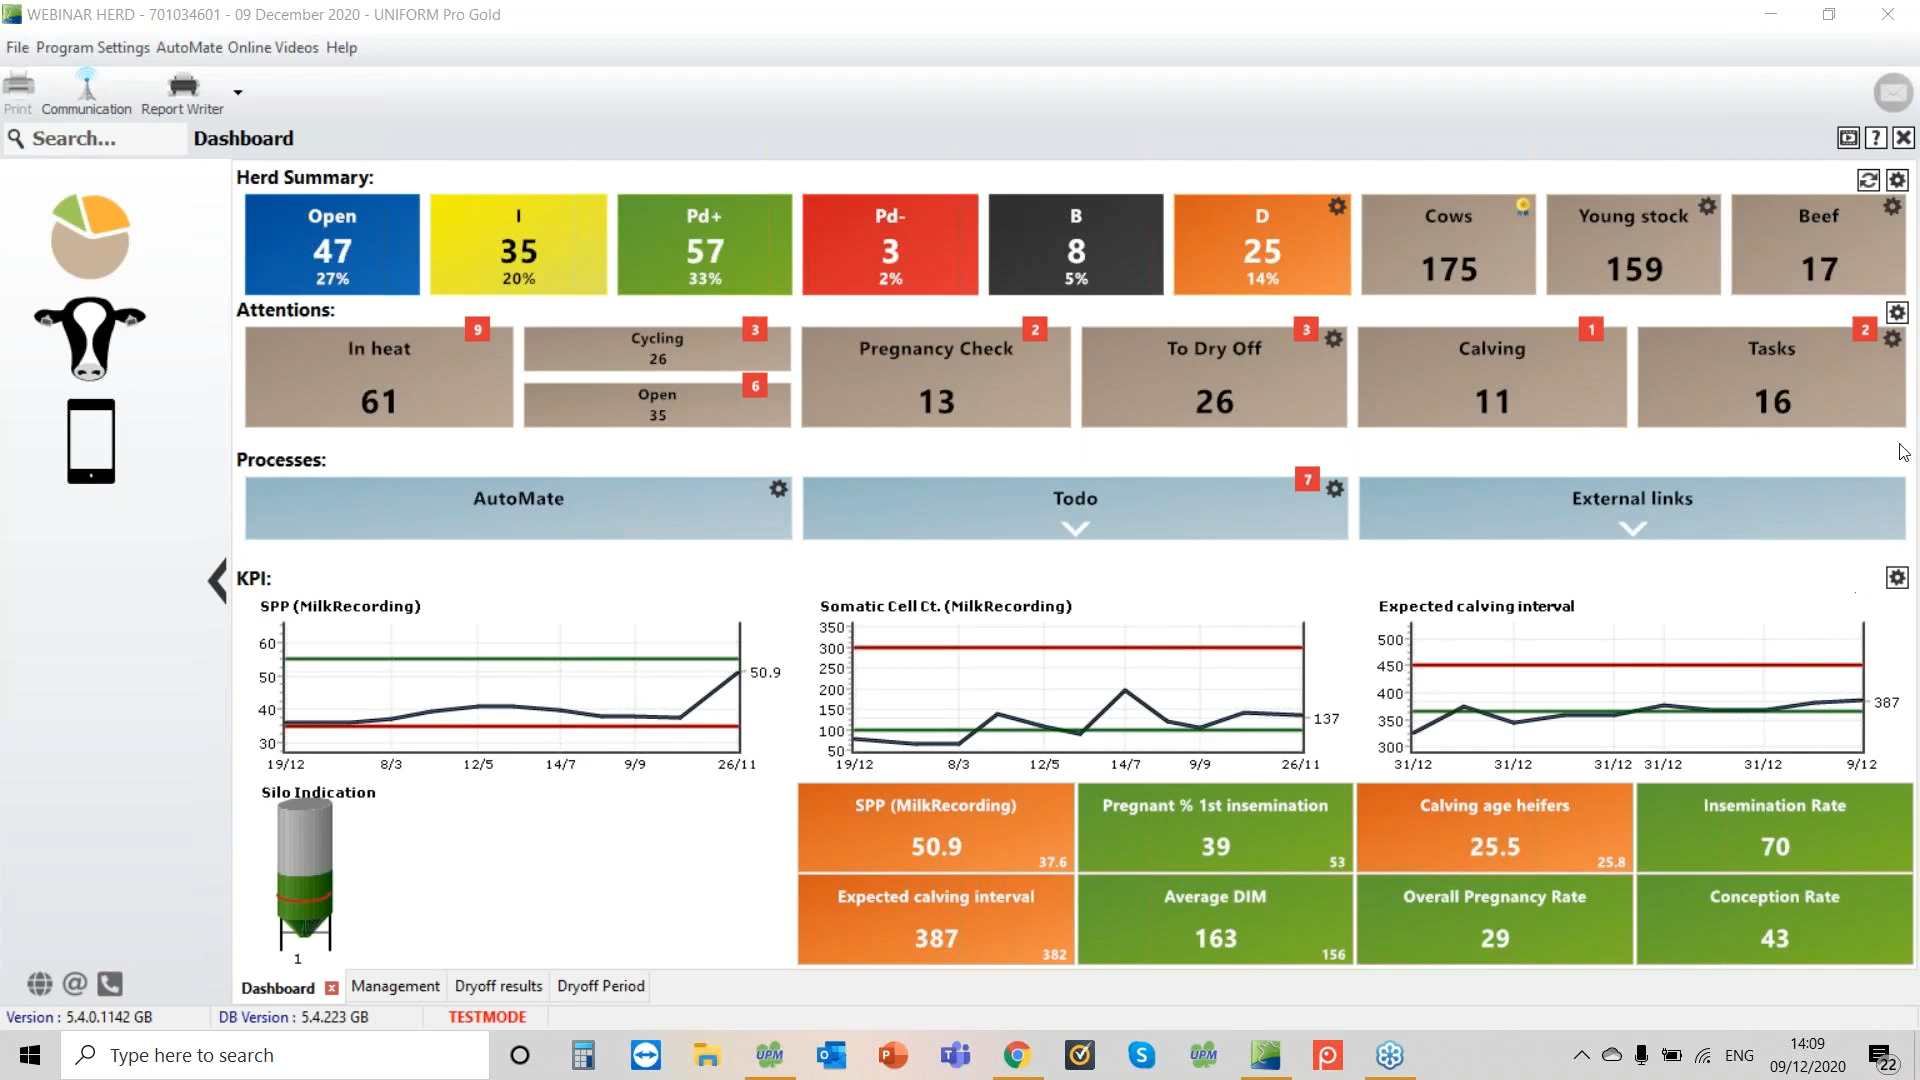 WEBINAR HERD - 701034601 - 09 December 2020 - UNIFORM Pro Gold
File Program Settings AutoMate Online Videos Help
Print Communication Report Writer
Search... Dashboard
Herd Summary:
Open I Pd+ Pd- B D Cows Young stock Beef
47 35 57 3 8 25 175 159 17
27% 20% 33% 2% 5% 14%
Attentions:
9 3 2 3 1 2
In heat Cycling Pregnancy Check To Dry Off Calving Tasks
26
6
61 Open 13 26 11 16
35
Processes:
7
AutoMate Todo External links
KPI:
SPP (MilkRecording) Somatic Cell Ct. (MilkRecording) Expected calving interval
60 50 40 30
50.9
19/12 8/3 12/5 14/7 9/9 26/11
350 300 250 200 150 100 50
137
19/12 8/3 12/5 14/7 9/9 26/11
500 450 400 350 300
387
31/12 31/12 31/12 31/12 31/12 9/12
Silo Indication
1
SPP (MilkRecording) Pregnant % 1st insemination Calving age heifers Insemination Rate
50.9 37.6 39 53 25.5 25.8 70
Expected calving interval Average DIM Overall Pregnancy Rate Conception Rate
387 382 163 156 29 43
Dashboard x Management Dryoff results Dryoff Period
Version : 5.4.0.1142 GB DB Version : 5.4.223 GB TESTMODE
Type here to search UPM UPM ENG 14:09
09/12/2020 22